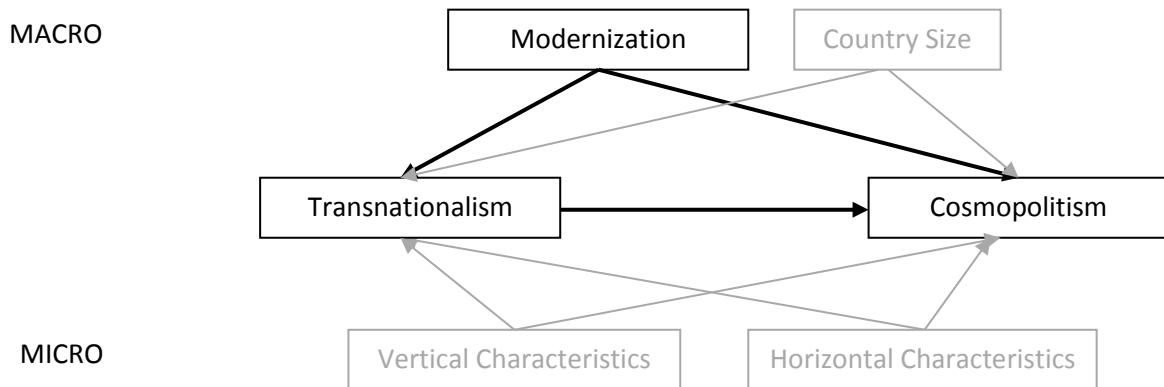 MACRO
Modernization
Country Size
Transnationalism
Cosmopolitism
MICRO
Vertical Characteristics
Horizontal Characteristics